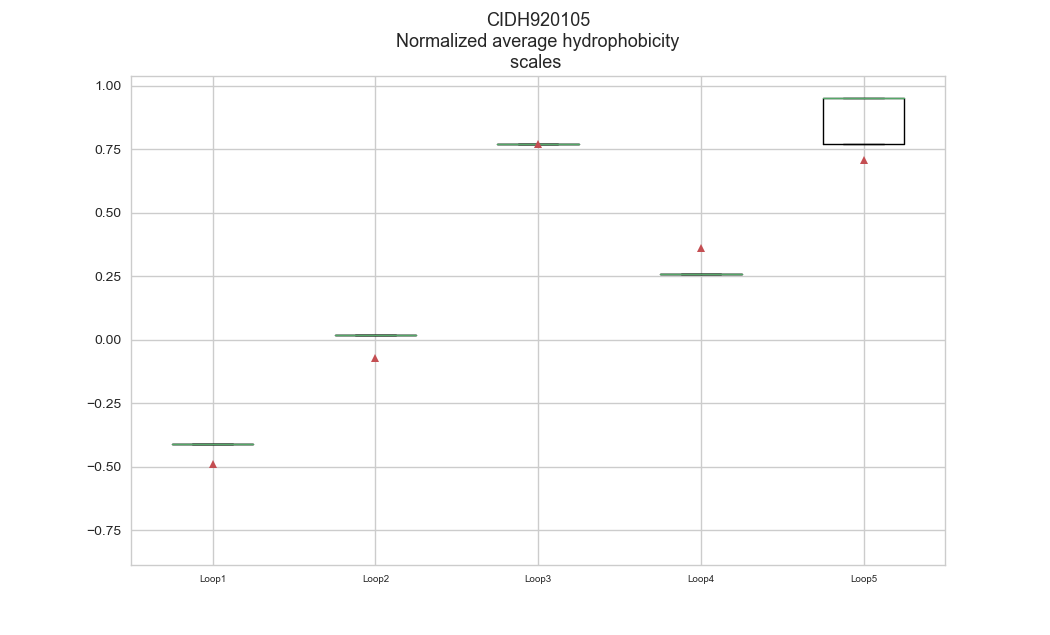 CIDH920105
Normalized average hydrophobicity
scales
1.00
0.75
0.50
0.25
0.00
−0.25
−0.50
−0.75
Loop1
Loop2
Loop3
Loop4
Loop5